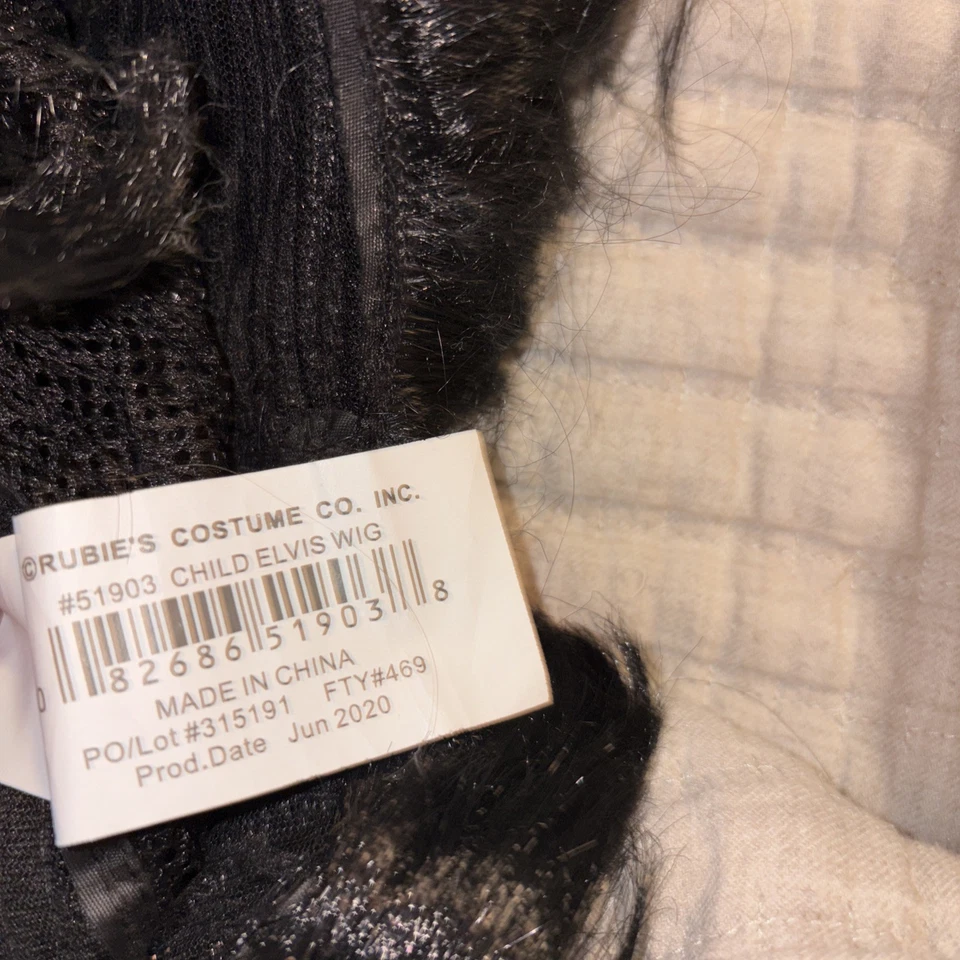 ©RUBIE'S COSTUME CO. INC.
#51903 CHILD ELVIS WIG
0 82686 51903 8
MADE IN CHINA
PO/Lot #315191 FTY#469
Prod.Date Jun 2020